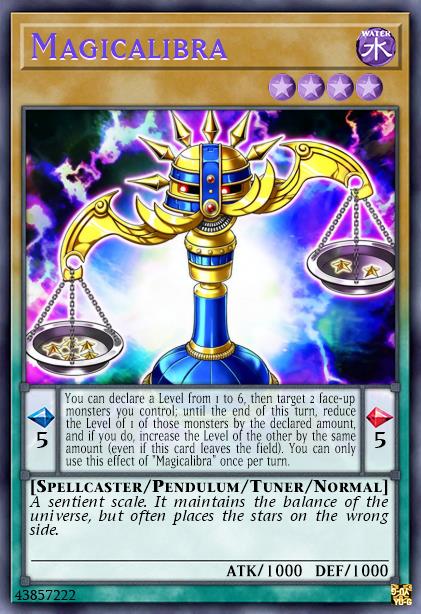 Magicalibra
WATER
水
You can declare a Level from 1 to 6, then target 2 face-up
monsters you control; until the end of this turn, reduce
the Level of 1 of those monsters by the declared amount,
and if you do, increase the Level of the other by the same
amount (even if this card leaves the field). You can only
use this effect of "Magicalibra" once per turn.
5
5
[Spellcaster/Pendulum/Tuner/Normal]
A sentient scale. It maintains the balance of the
universe, but often places the stars on the wrong
side.
ATK/1000 DEF/1000
43857222